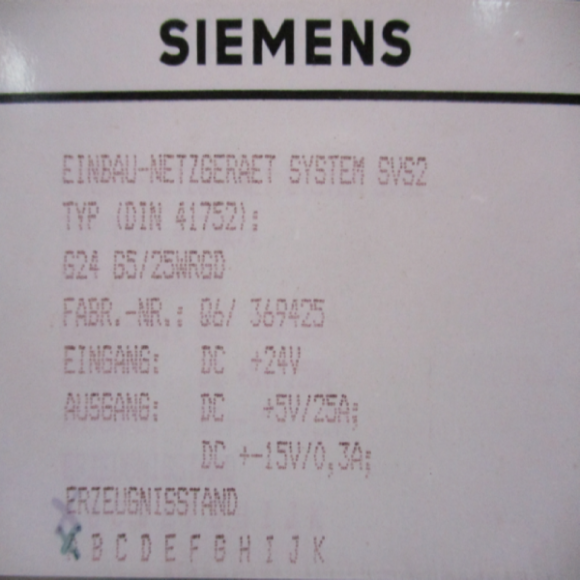 SIEMENS
EINBAU-NETZGERAET SYSTEM SVS2
TYP (DIN 41752):
G24 G5/25WRGD
FABR.-NR.: Q6/ 369425
EINGANG: DC +24V
AUSGANG: DC +5V/25A;
DC +-15V/0,3A;
ERZEUGNISSTAND
A B C D E F G H I J K